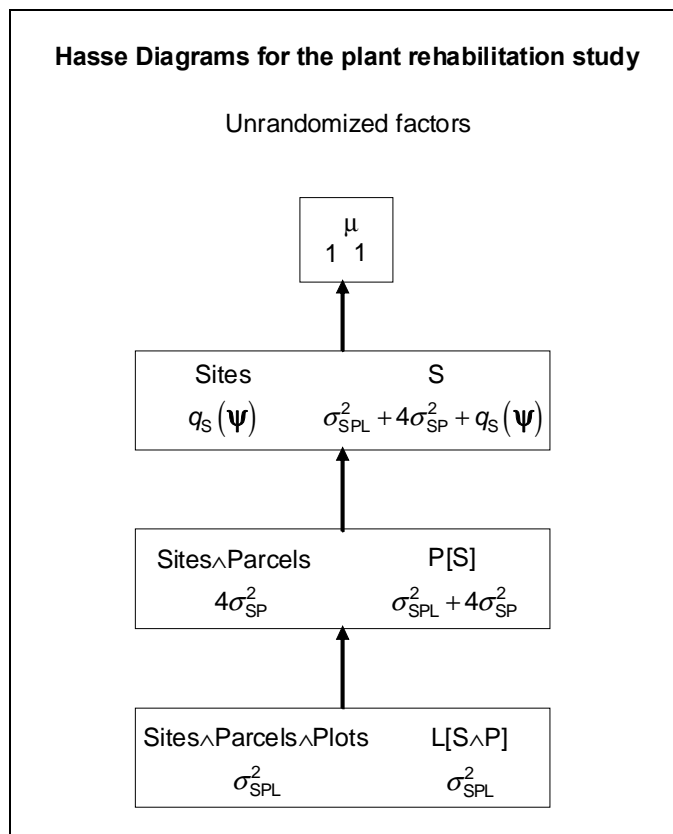 Hasse Diagrams for the plant rehabilitation study
Unrandomized factors
μ
1 1
Sites S
q_S(ψ) σ²_SPL + 4σ²_SP + q_S(ψ)
Sites∧Parcels P[S]
4σ²_SP σ²_SPL + 4σ²_SP
Sites∧Parcels∧Plots L[S∧P]
σ²_SPL σ²_SPL